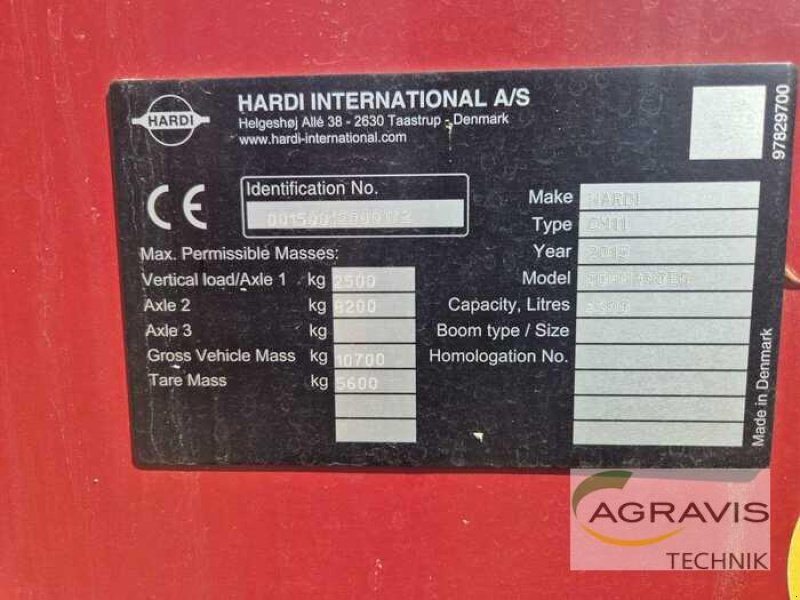 HARDI
HARDI INTERNATIONAL A/S
Helgeshøj Allé 38 - 2630 Taastrup - Denmark
www.hardi-international.com
97829700
CE
Identification No.
Max. Permissible Masses:
Vertical load/Axle 1 kg 2500
Axle 2 kg 8200
Axle 3 kg
Gross Vehicle Mass kg 10700
Tare Mass kg 5600
Make HARDI
Type CM11
Year
Model
Capacity, Litres
Boom type / Size
Homologation No.
Made in Denmark
AGRAVIS
TECHNIK